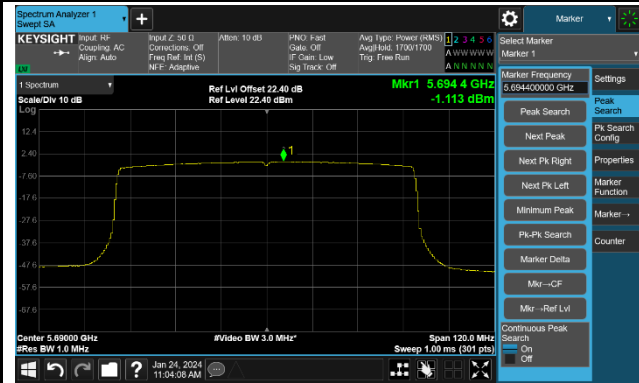 Spectrum Analyzer 1
Swept SA
+
Marker
KEYSIGHT
Input: RF
Coupling: AC
Align: Auto
Input Z: 50 Ω
Corrections: Off
Freq Ref: Int (S)
NFE: Adaptive
Atten: 10 dB
PNO: Fast
Gate: Off
IF Gain: Low
Sig Track: Off
Avg Type: Power (RMS)
Avg|Hold: 1700/1700
Trig: Free Run
1 2 3 4 5 6
A W W W W W
A N N N N N
LXI
Select Marker
Marker 1
1 Spectrum
Scale/Div 10 dB
Log
Ref Lvl Offset 22.40 dB
Ref Level 22.40 dBm
Mkr1 5.694 4 GHz
-1.113 dBm
1
12.4
2.40
-7.60
-17.6
-27.6
-37.6
-47.6
-57.6
-67.6
Center 5.69000 GHz
#Res BW 1.0 MHz
#Video BW 3.0 MHz*
Span 120.0 MHz
Sweep 1.00 ms (301 pts)
Marker Frequency
5.694400000 GHz
Peak Search
Next Peak
Next Pk Right
Next Pk Left
Minimum Peak
Pk-Pk Search
Marker Delta
Mkr→CF
Mkr→Ref Lvl
Continuous Peak
Search
On
Off
Settings
Peak
Search
Pk Search
Config
Properties
Marker
Function
Marker→
Counter
?
Jan 24, 2024
11:04:08 AM